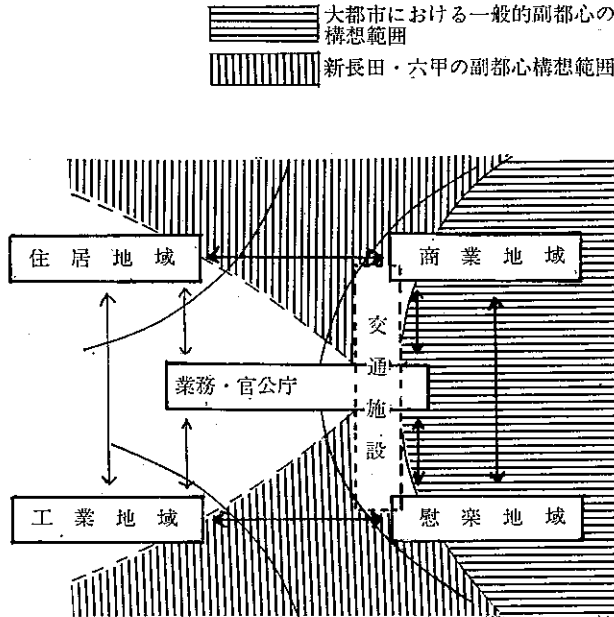 大都市における一般的副都心の
構想範囲
新長田・六甲の副都心構想範囲
住居地域
商業地域
交通施設
業務・官公庁
工業地域
慰楽地域